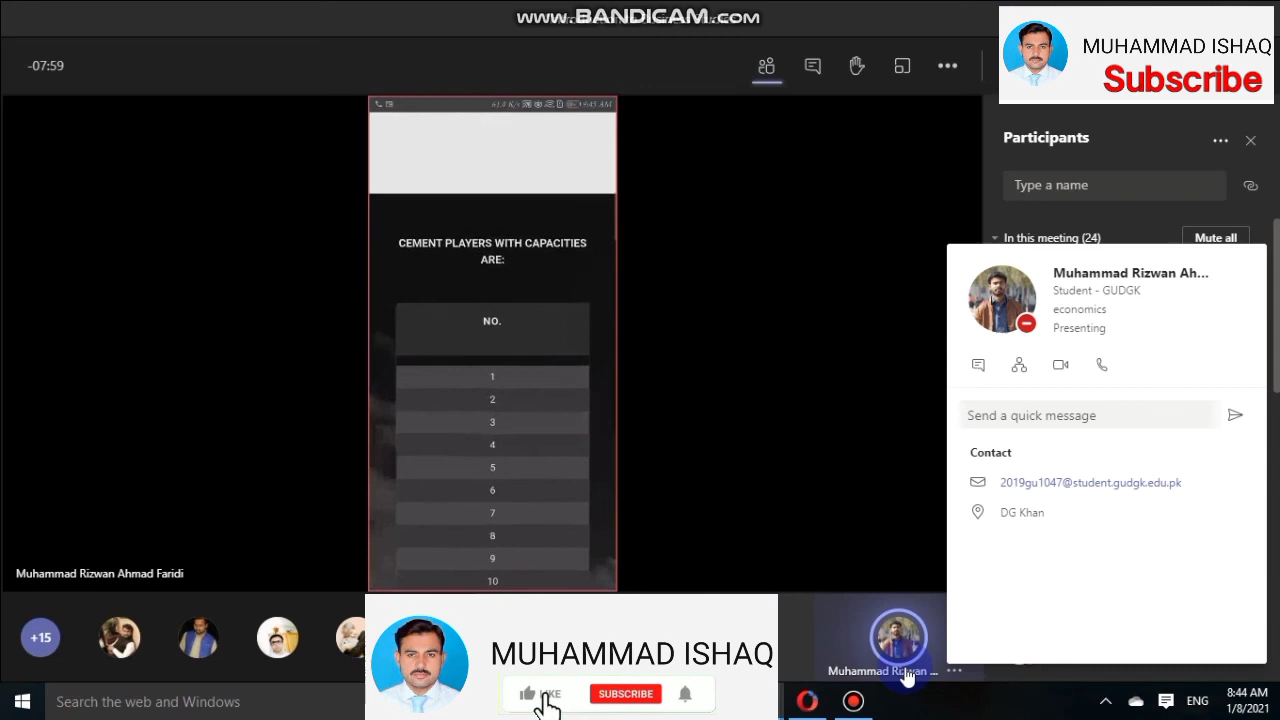 WWW.BANDICAM.COM
MUHAMMAD ISHAQ
Subscribe
-07:59
Participants
Type a name
In this meeting (24)
Mute all
CEMENT PLAYERS WITH CAPACITIES
ARE:
NO.
1
2
3
4
5
6
7
8
9
10
Muhammad Rizwan Ah...
Student - GUDGK
economics
Presenting
Send a quick message
Contact
2019gu1047@student.gudgk.edu.pk
DG Khan
Muhammad Rizwan Ahmad Faridi
+15
MUHAMMAD ISHAQ
SUBSCRIBE
Muhammad Rizwan ...
Search the Web and Windows
ENG
8:44 AM
1/8/2021